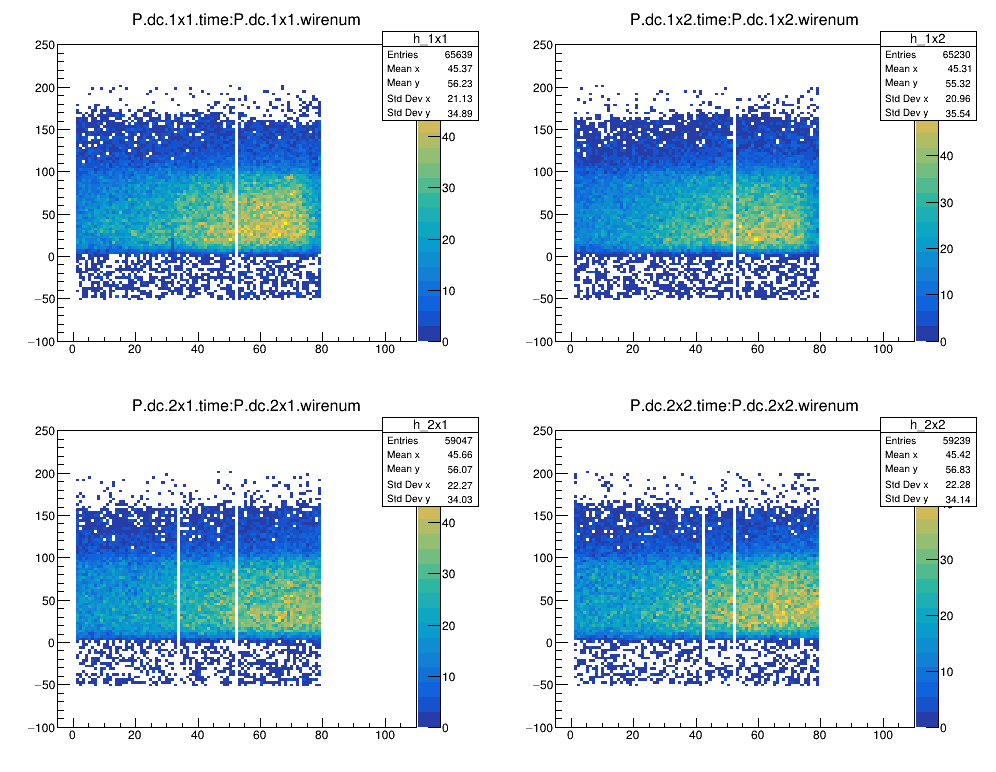 P.dc.1x1.time:P.dc.1x1.wirenum
h_1x1
Entries 65639
Mean x 45.37
Mean y 56.23
Std Dev x 21.13
Std Dev y 34.89
250
200
150
100
50
0
−50
−100
0 20 40 60 80 100
40
30
20
10
0
P.dc.1x2.time:P.dc.1x2.wirenum
h_1x2
Entries 65230
Mean x 45.31
Mean y 55.32
Std Dev x 20.96
Std Dev y 35.54
250
200
150
100
50
0
−50
−100
0 20 40 60 80 100
40
30
20
10
0
P.dc.2x1.time:P.dc.2x1.wirenum
h_2x1
Entries 59047
Mean x 45.66
Mean y 56.07
Std Dev x 22.27
Std Dev y 34.03
250
200
150
100
50
0
−50
−100
0 20 40 60 80 100
40
30
20
10
0
P.dc.2x2.time:P.dc.2x2.wirenum
h_2x2
Entries 59239
Mean x 45.42
Mean y 56.83
Std Dev x 22.28
Std Dev y 34.14
250
200
150
100
50
0
−50
−100
0 20 40 60 80 100
30
20
10
0